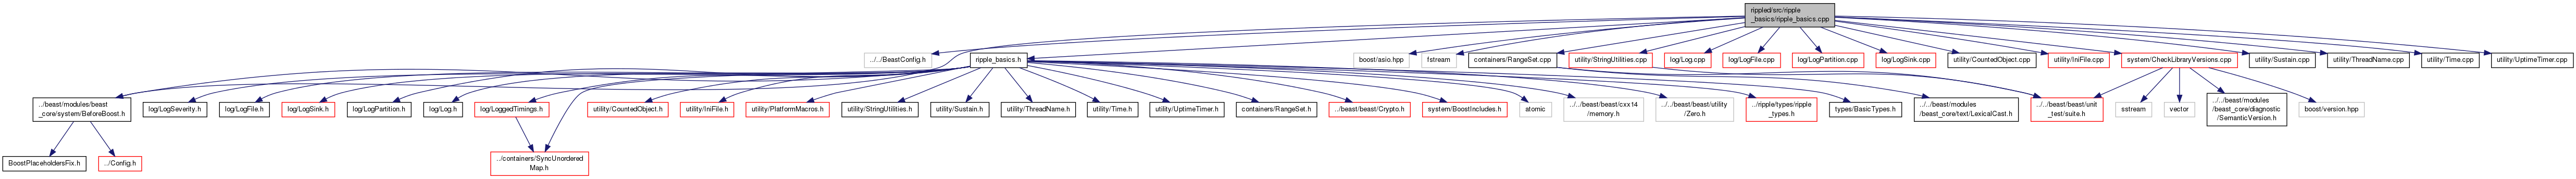 rippled/src/ripple
_basics/ripple_basics.cpp
../../BeastConfig.h
ripple_basics.h
boost/asio.hpp
fstream
containers/RangeSet.cpp
utility/StringUtilities.cpp
log/Log.cpp
log/LogFile.cpp
log/LogPartition.cpp
log/LogSink.cpp
utility/CountedObject.cpp
utility/IniFile.cpp
system/CheckLibraryVersions.cpp
utility/Sustain.cpp
utility/ThreadName.cpp
utility/Time.cpp
utility/UptimeTimer.cpp
../beast/modules/beast
_core/system/BeforeBoost.h
log/LogSeverity.h
log/LogFile.h
log/LogSink.h
log/LogPartition.h
log/Log.h
log/LoggedTimings.h
utility/CountedObject.h
utility/IniFile.h
utility/PlatformMacros.h
utility/StringUtilities.h
utility/Sustain.h
utility/ThreadName.h
utility/Time.h
utility/UptimeTimer.h
containers/RangeSet.h
../beast/beast/Crypto.h
system/BoostIncludes.h
atomic
../../beast/beast/cxx14
/memory.h
../../beast/beast/utility
/Zero.h
../ripple/types/ripple
_types.h
types/BasicTypes.h
../../beast/modules
/beast_core/text/LexicalCast.h
../../beast/beast/unit
_test/suite.h
sstream
vector
../../beast/modules
/beast_core/diagnostic
/SemanticVersion.h
boost/version.hpp
BoostPlaceholdersFix.h
../Config.h
../containers/SyncUnordered
Map.h